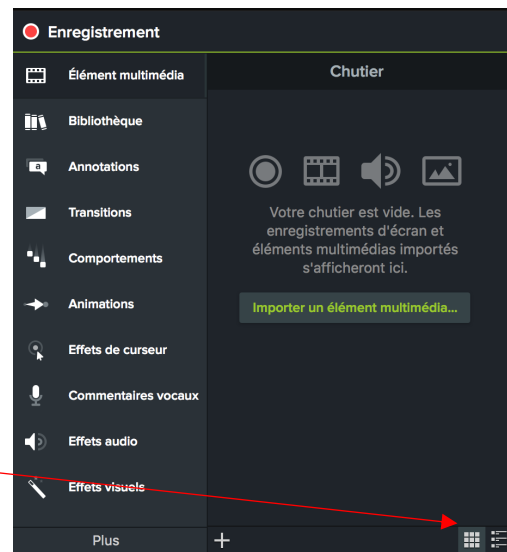 Enregistrement
Élément multimédia
Bibliothèque
a
Annotations
Transitions
Comportements
Animations
Effets de curseur
Commentaires vocaux
Effets audio
Effets visuels
Plus
Chutier
Votre chutier est vide. Les
enregistrements d'écran et
éléments multimédias importés
s'afficheront ici.
Importer un élément multimédia...
+